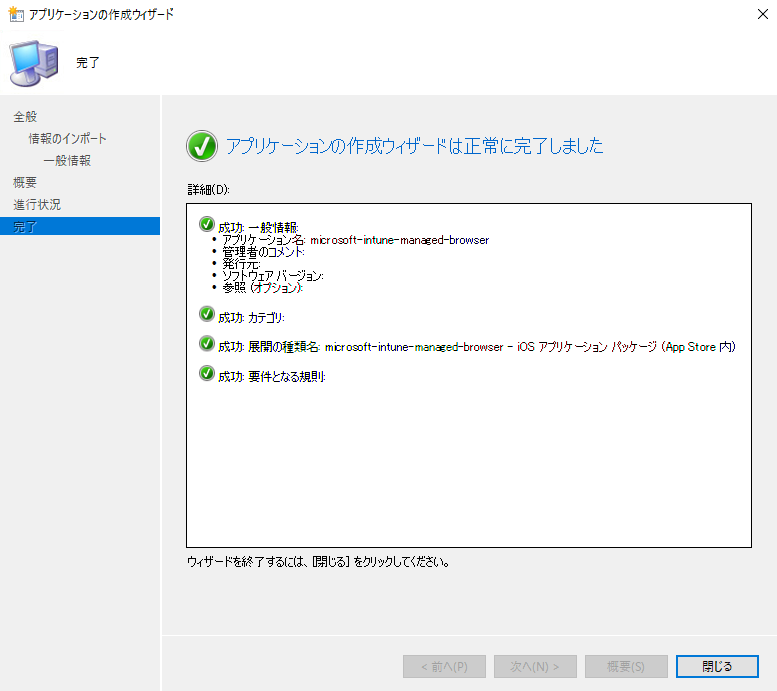 アプリケーションの作成ウィザード
完了
全般
情報のインポート
一般情報
概要
進行状況
完了
アプリケーションの作成ウィザードは正常に完了しました
詳細(D):
成功: 一般情報:
• アプリケーション名: microsoft-intune-managed-browser
• 管理者のコメント:
• 発行元:
• ソフトウェア バージョン:
• 参照 (オプション):
成功: カテゴリ:
成功: 展開の種類名: microsoft-intune-managed-browser - iOS アプリケーション パッケージ (App Store 内)
成功: 要件となる規則:
ウィザードを終了するには、[閉じる] をクリックしてください。
< 前へ(P)
次へ(N) >
概要(S)
閉じる